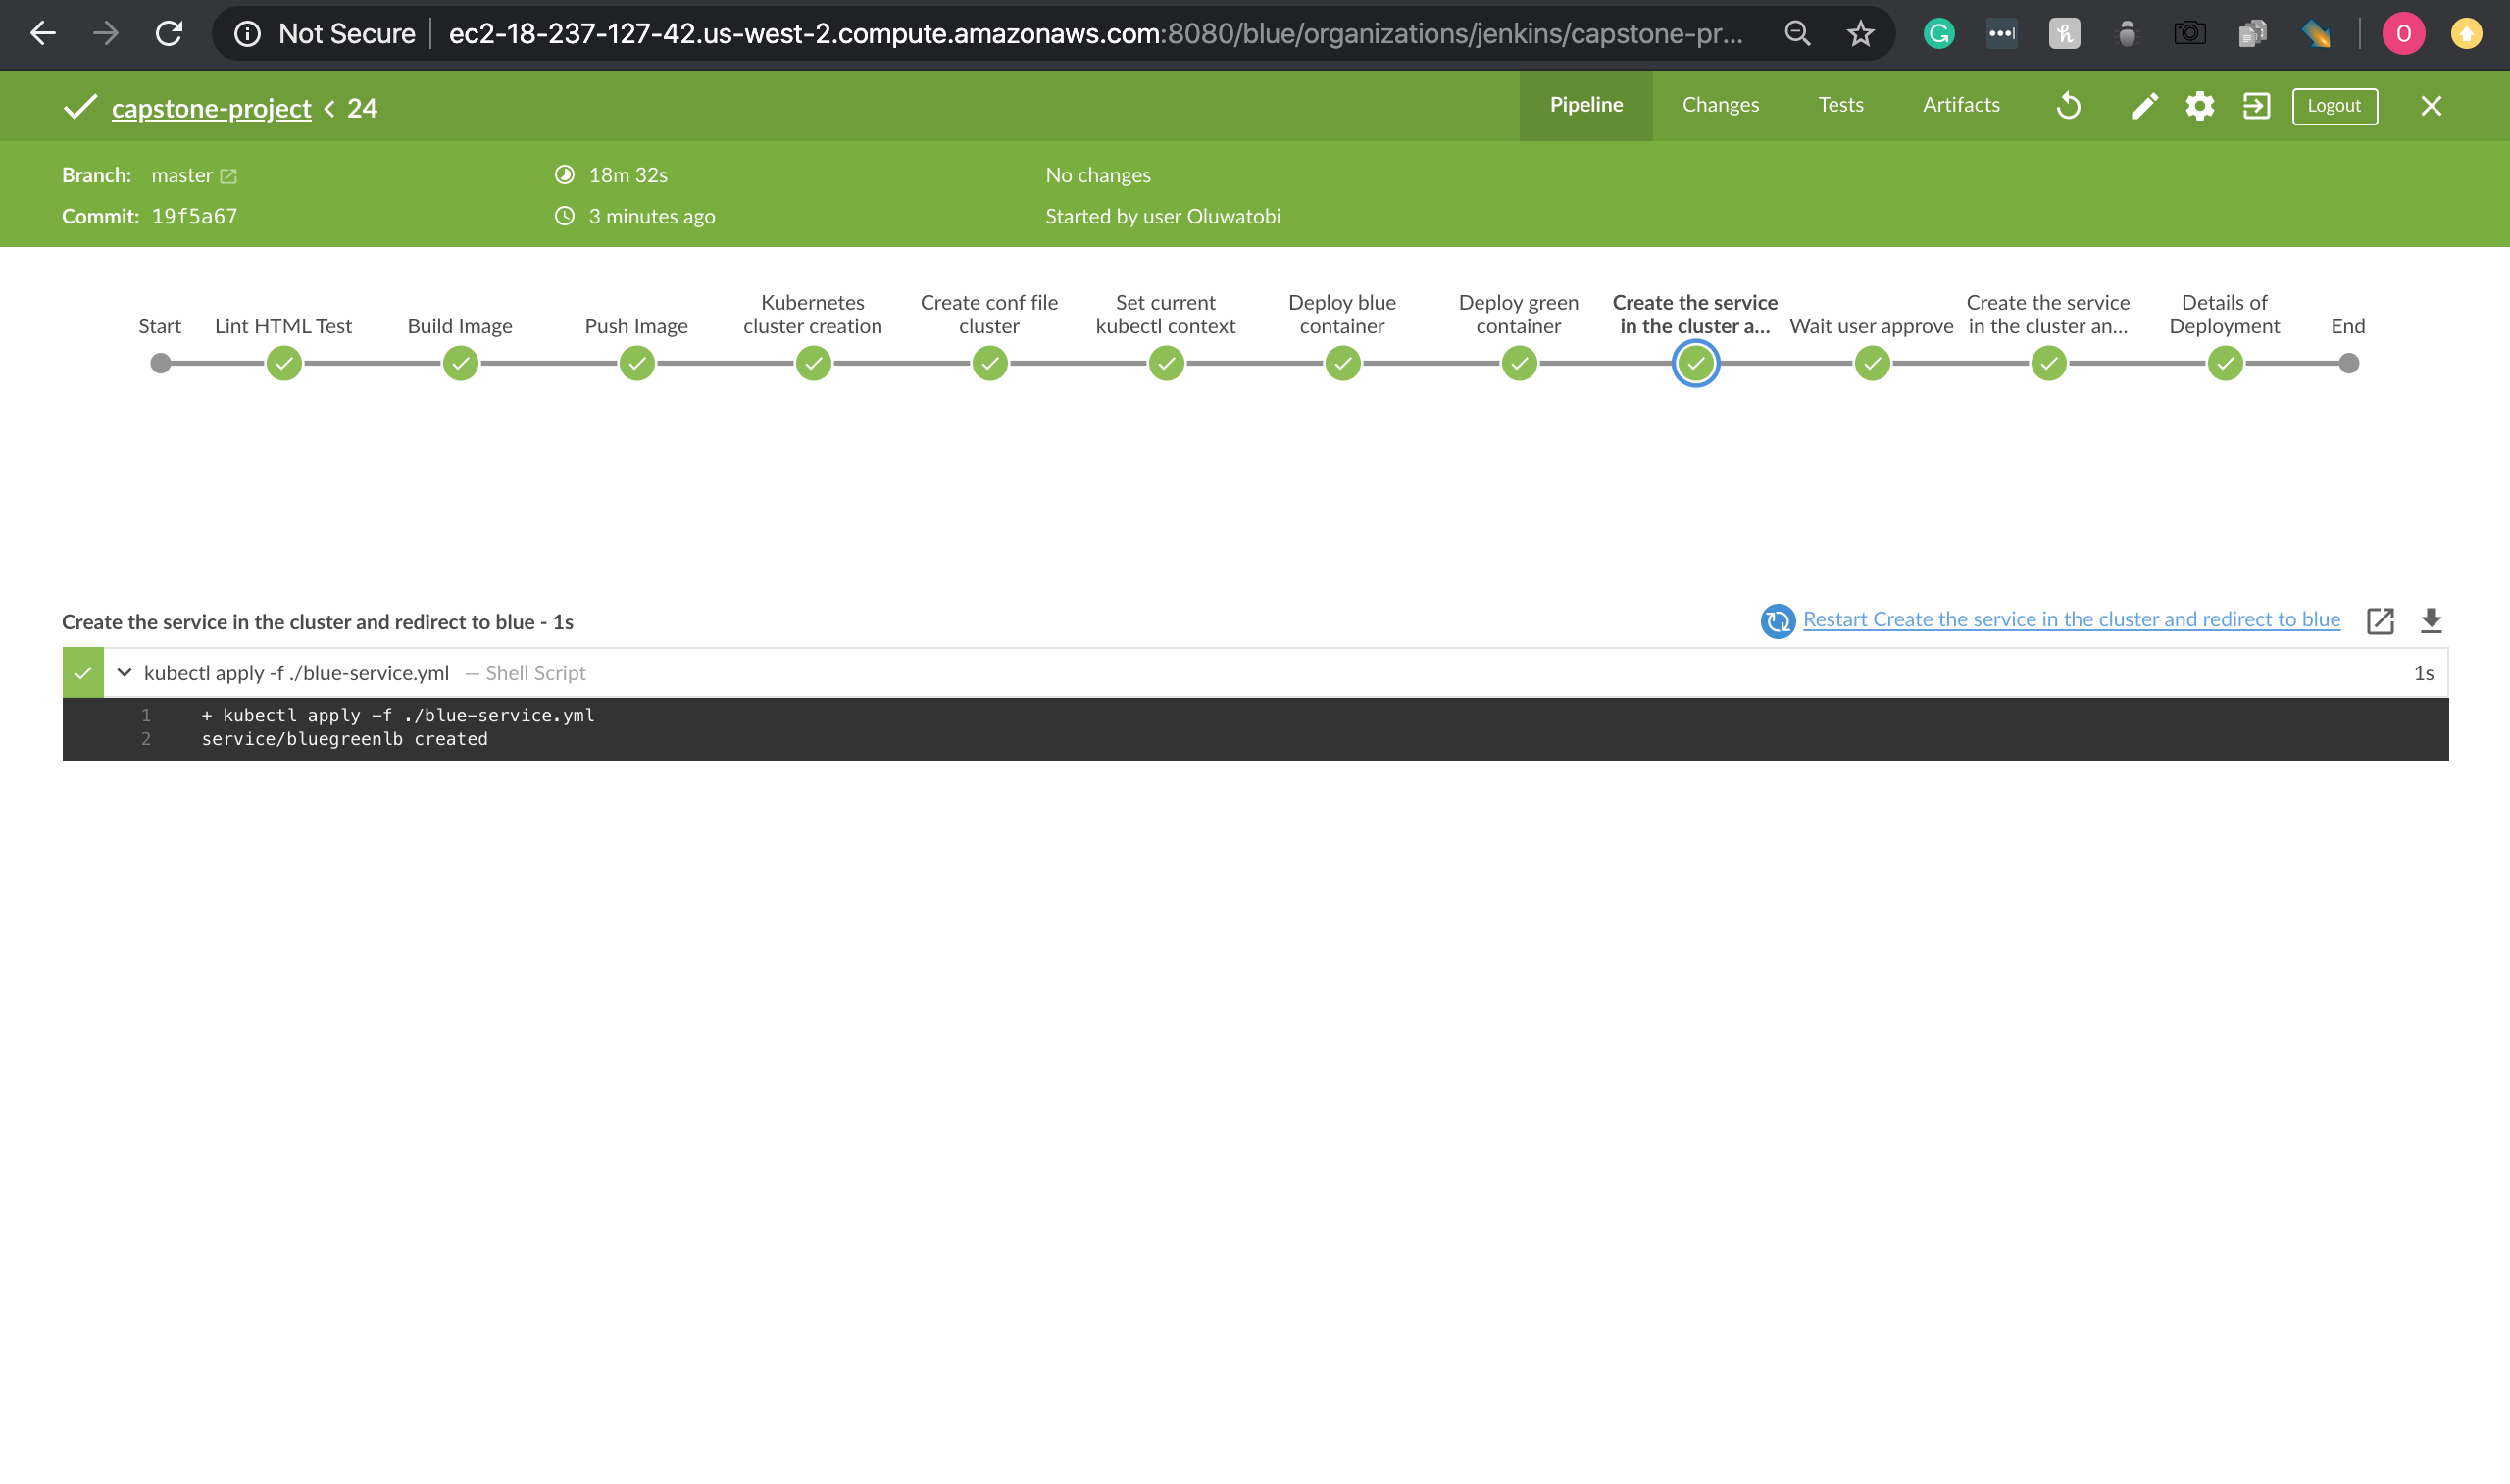 Not Secure
ec2-18-237-127-42.us-west-2.compute.amazonaws.com:8080/blue/organizations/jenkins/capstone-pr...
O
capstone-project < 24
Pipeline
Changes
Tests
Artifacts
Logout
Branch: master
18m 32s
No changes
Commit: 19f5a67
3 minutes ago
Started by user Oluwatobi
Start
Lint HTML Test
Build Image
Push Image
Kubernetes
cluster creation
Create conf file
cluster
Set current
kubectl context
Deploy blue
container
Deploy green
container
Create the service
in the cluster a...
Wait user approve
Create the service
in the cluster an...
Details of
Deployment
End
Create the service in the cluster and redirect to blue - 1s
Restart Create the service in the cluster and redirect to blue
kubectl apply -f ./blue-service.yml — Shell Script
1s
1 + kubectl apply -f ./blue-service.yml
2 service/bluegreenlb created